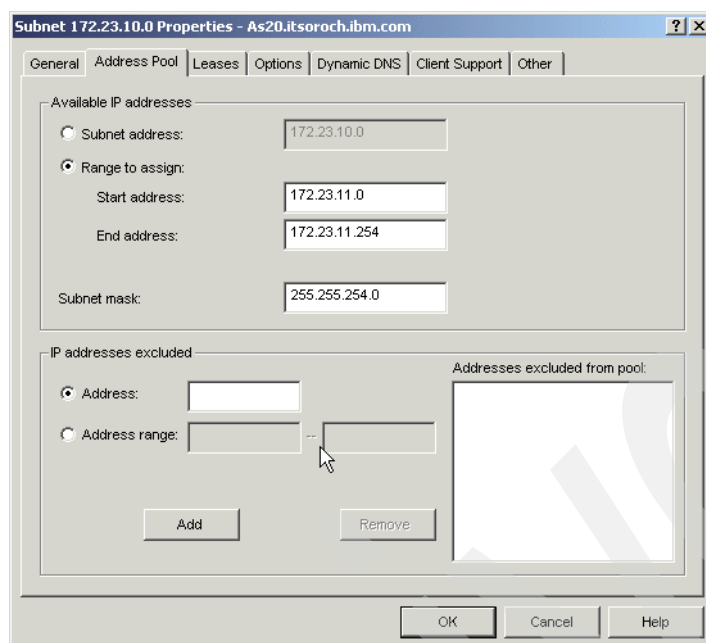 Subnet 172.23.10.0 Properties - As20.itsoroch.ibm.com
General Address Pool Leases Options Dynamic DNS Client Support Other
Available IP addresses
Subnet address: 172.23.10.0
Range to assign:
Start address: 172.23.11.0
End address: 172.23.11.254
Subnet mask: 255.255.254.0
IP addresses excluded
Addresses excluded from pool:
Address:
Address range: --
Add Remove
OK Cancel Help